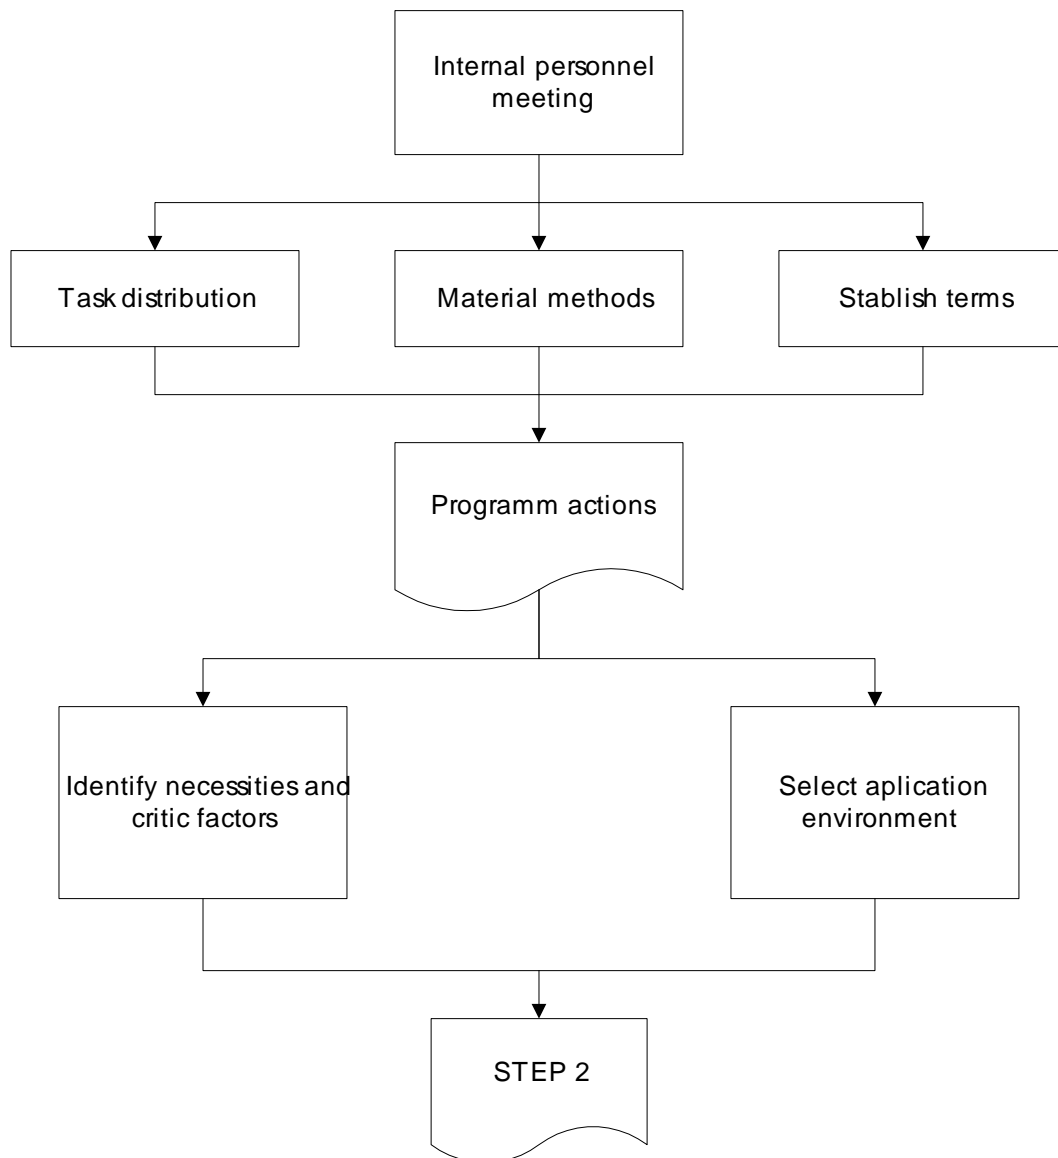 Internal personnel
meeting
Task distribution
Material methods
Stablish terms
Programm actions
Identify necessities and
critic factors
Select aplication
environment
STEP 2